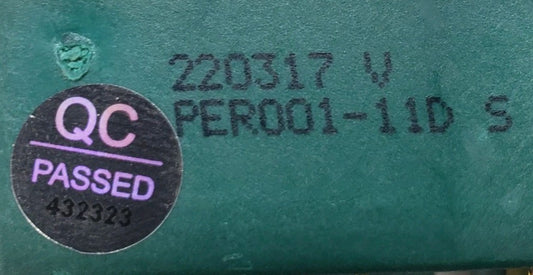 220317 V
PER001-11D S
QC
PASSED
432323